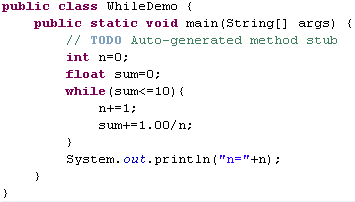 public class WhileDemo {
    public static void main(String[] args) {
        // TODO Auto-generated method stub
        int n=0;
        float sum=0;
        while(sum<=10){
            n+=1;
            sum+=1.00/n;
        }
        System.out.println("n="+n);
    }
}